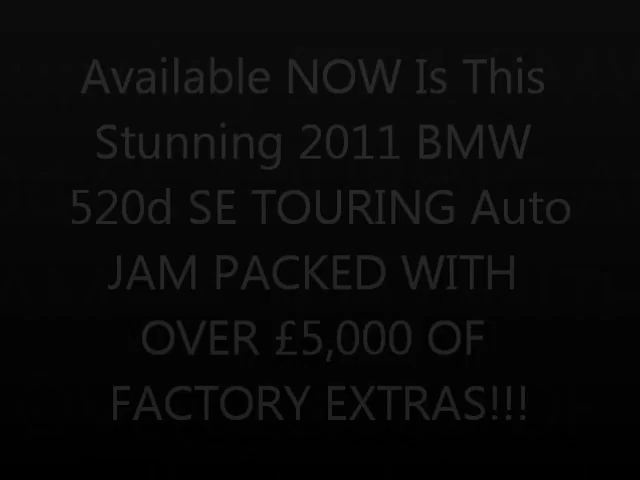 Available NOW Is This
Stunning 2011 BMW
520d SE TOURING Auto
JAM PACKED WITH
OVER £5,000 OF
FACTORY EXTRAS!!!